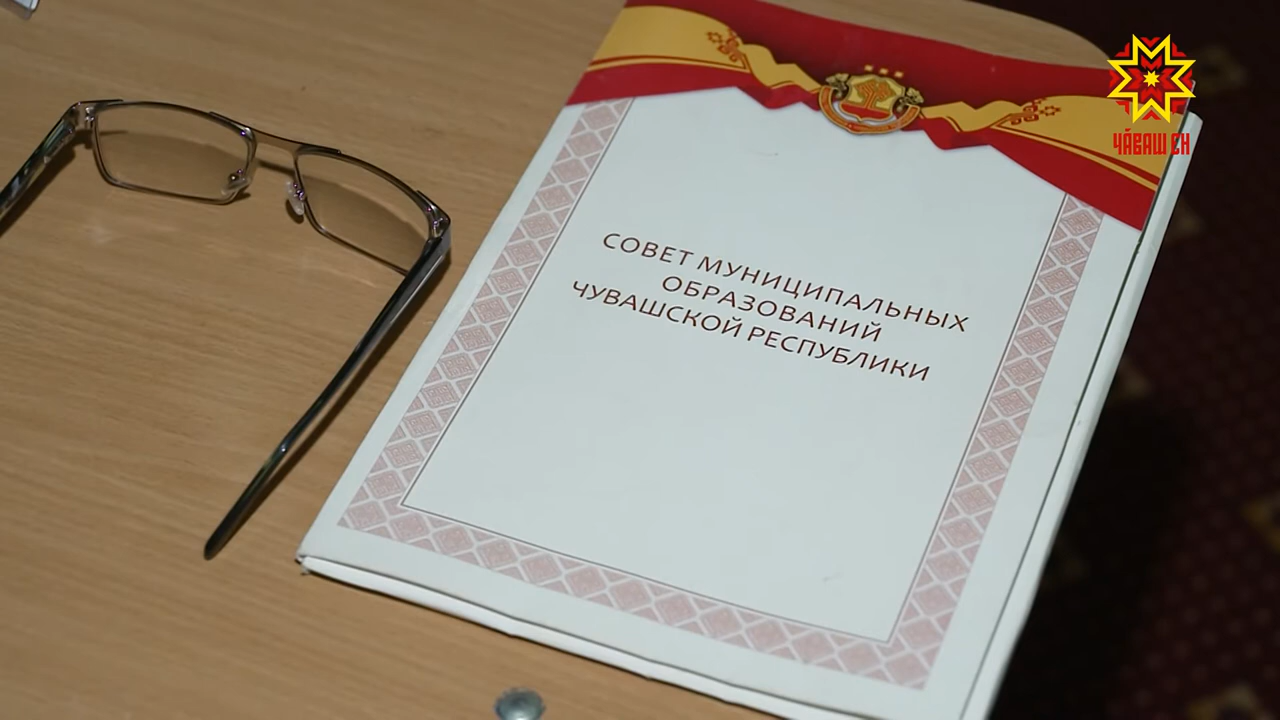 СОВЕТ МУНИЦИПАЛЬНЫХ
ОБРАЗОВАНИЙ
ЧУВАШСКОЙ РЕСПУБЛИКИ
ЧӐВАШ ЕН